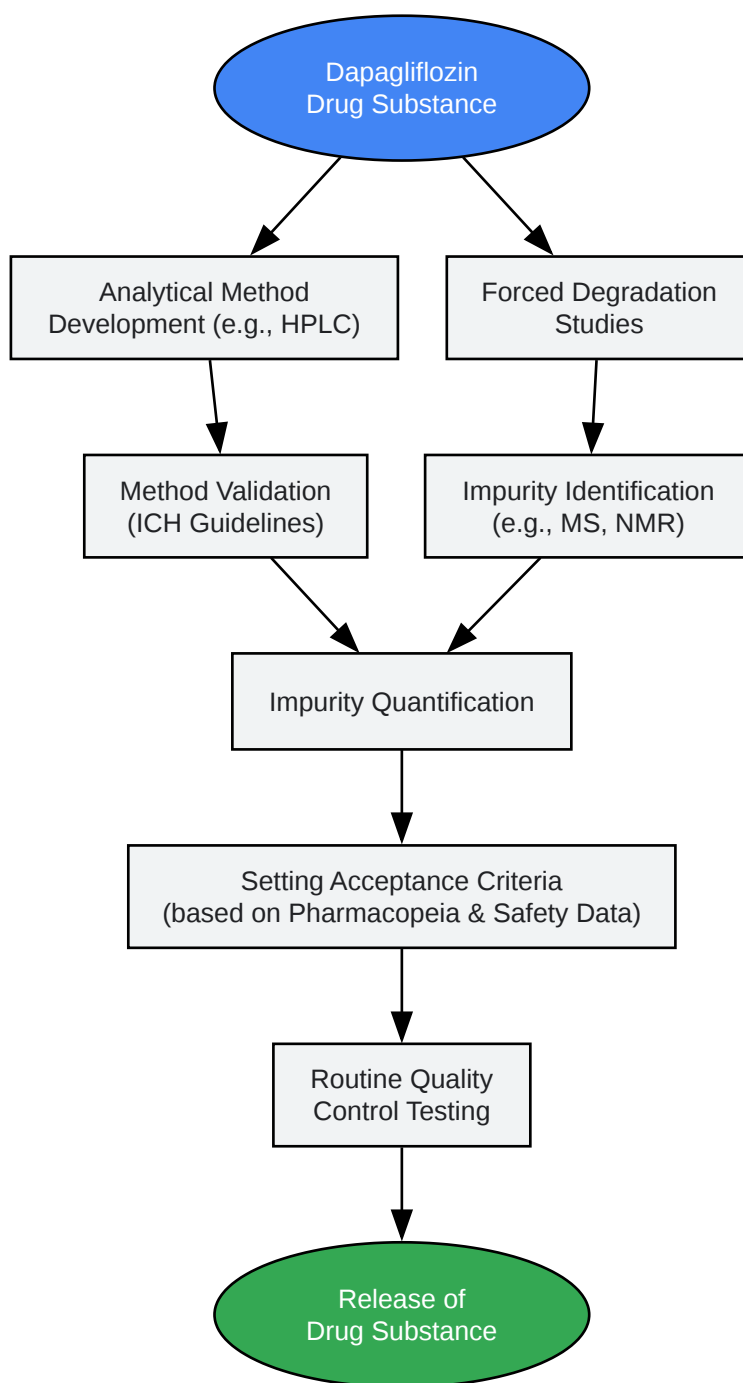 Dapagliflozin
Drug Substance
Analytical Method
Development (e.g., HPLC)
Forced Degradation
Studies
Method Validation
(ICH Guidelines)
Impurity Identification
(e.g., MS, NMR)
Impurity Quantification
Setting Acceptance Criteria
(based on Pharmacopeia & Safety Data)
Routine Quality
Control Testing
Release of
Drug Substance